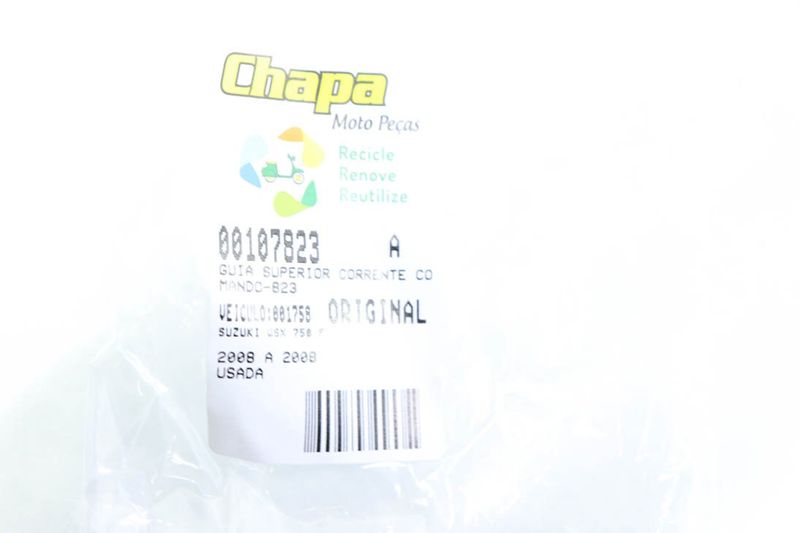 Chapa
Moto Peças
Recicle
Renove
Reutilize
00107823 A
GUIA SUPERIOR CORRENTE CO
MANDO-823
VEICULO:001758 ORIGINAL
SUZUKI GSX 750 F
2008 A 2008
USADA